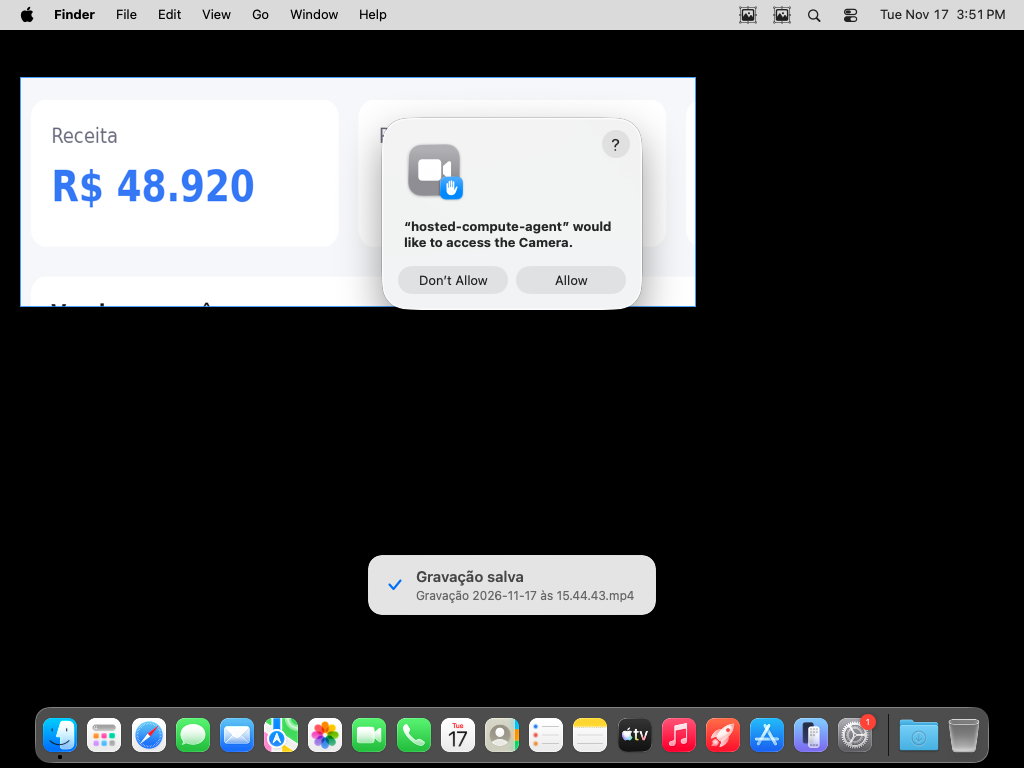 Finder File Edit View Go Window Help Tue Nov 17 3:51 PM
Receita
R$ 48.920
?
“hosted-compute-agent” would
like to access the Camera.
Don’t Allow Allow
Gravação salva
Gravação 2026-11-17 às 15.44.43.mp4
Tue
17
tv
1